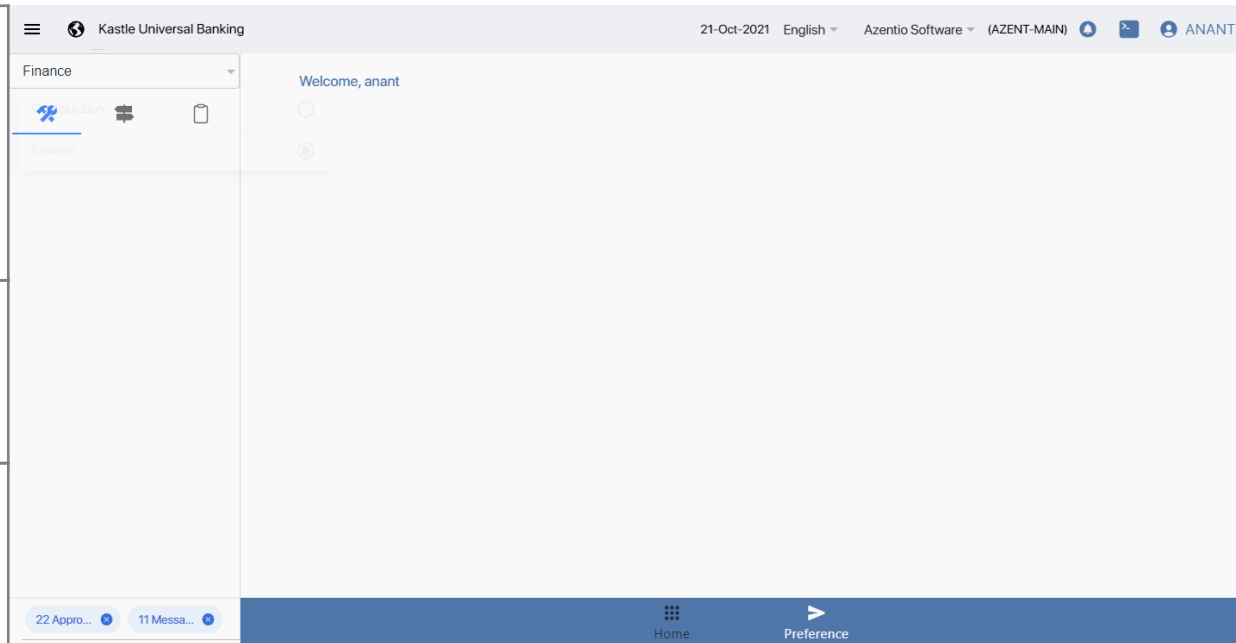 Kastle Universal Banking 21-Oct-2021 English Azentio Software (AZENT-MAIN) ANANT
Finance
Welcome, anant
Configuration
Finance
22 Appro... 11 Messa...
Home Preference